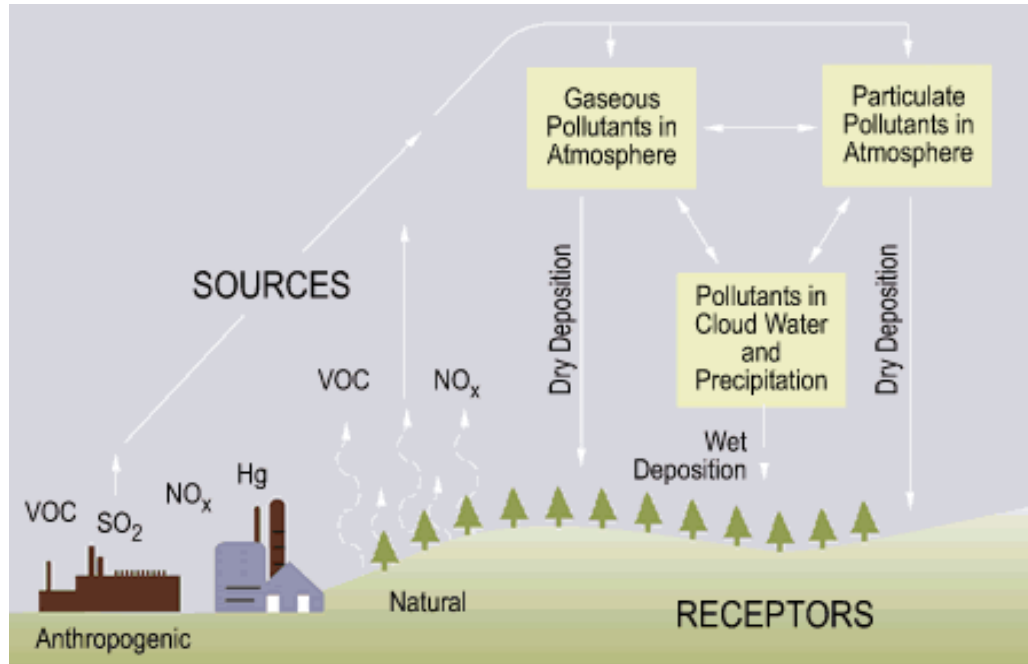 Gaseous
Pollutants in
Atmosphere
Particulate
Pollutants in
Atmosphere
SOURCES
Dry Deposition
Pollutants in
Cloud Water
and
Precipitation
Dry Deposition
VOC
NOx
Wet
Deposition
VOC
SO2
NOx
Hg
Natural
RECEPTORS
Anthropogenic